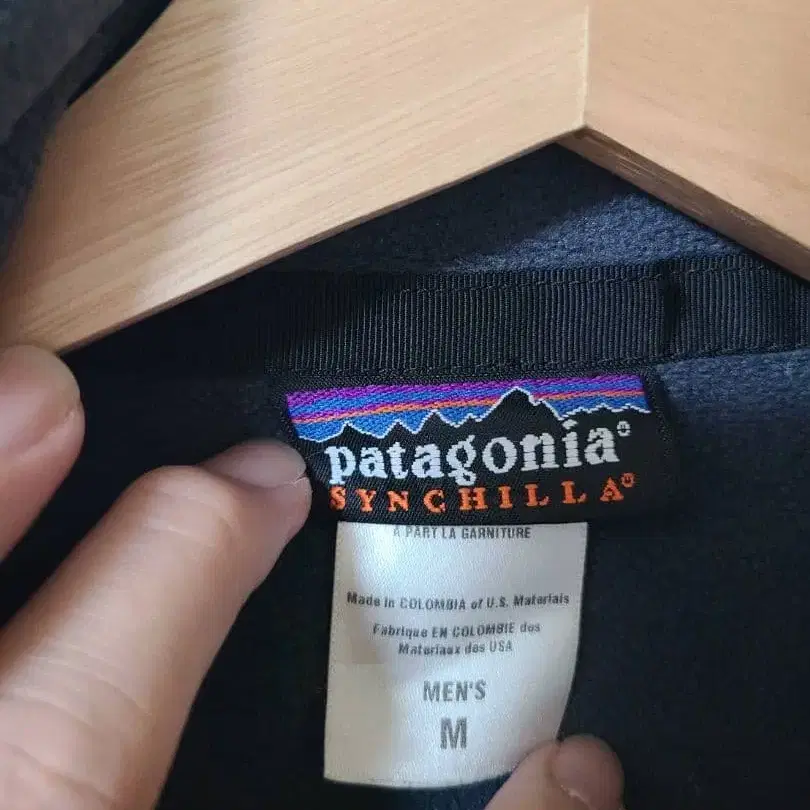 patagonia®
SYNCHILLA®
A PART LA GARNITURE
Made in COLOMBIA of U.S. Materials
Fabrique EN COLOMBIE des
Materiaux des USA
MEN'S
M